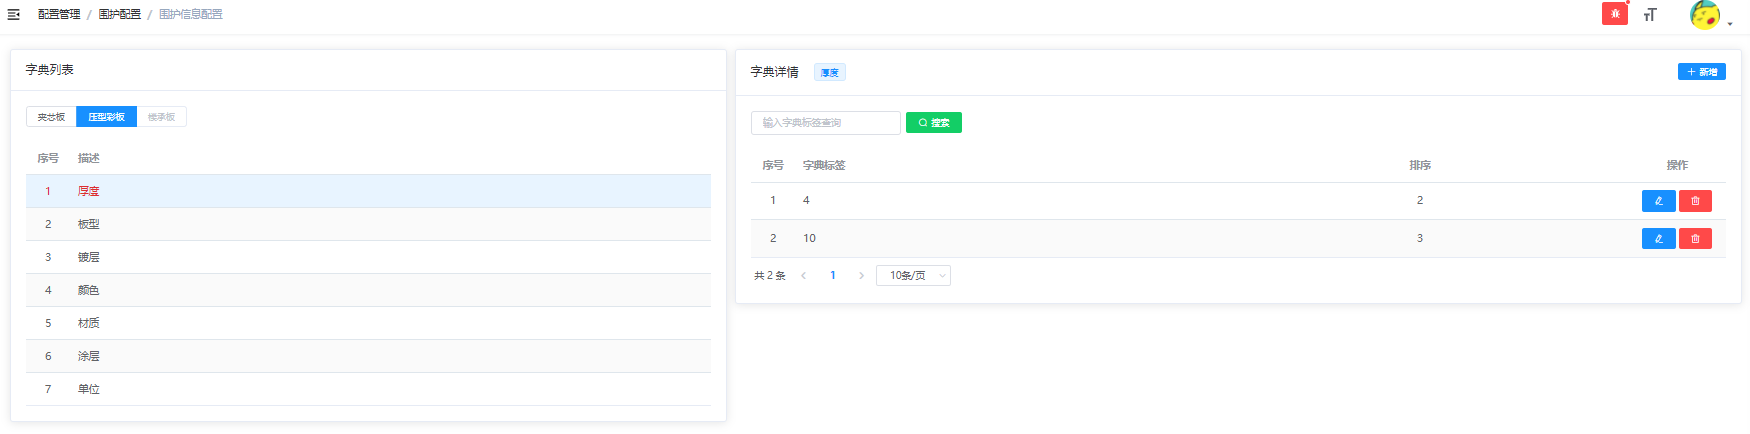 配置管理 / 围护配置 / 围护信息配置
字典列表
夹芯板 压型彩板 楼承板
序号 描述
1 厚度
2 板型
3 镀层
4 颜色
5 材质
6 涂层
7 单位
字典详情 厚度 + 新增
输入字典标签查询 搜索
序号 字典标签 排序 操作
1 4 2
2 10 3
共 2 条 < 1 > 10条/页